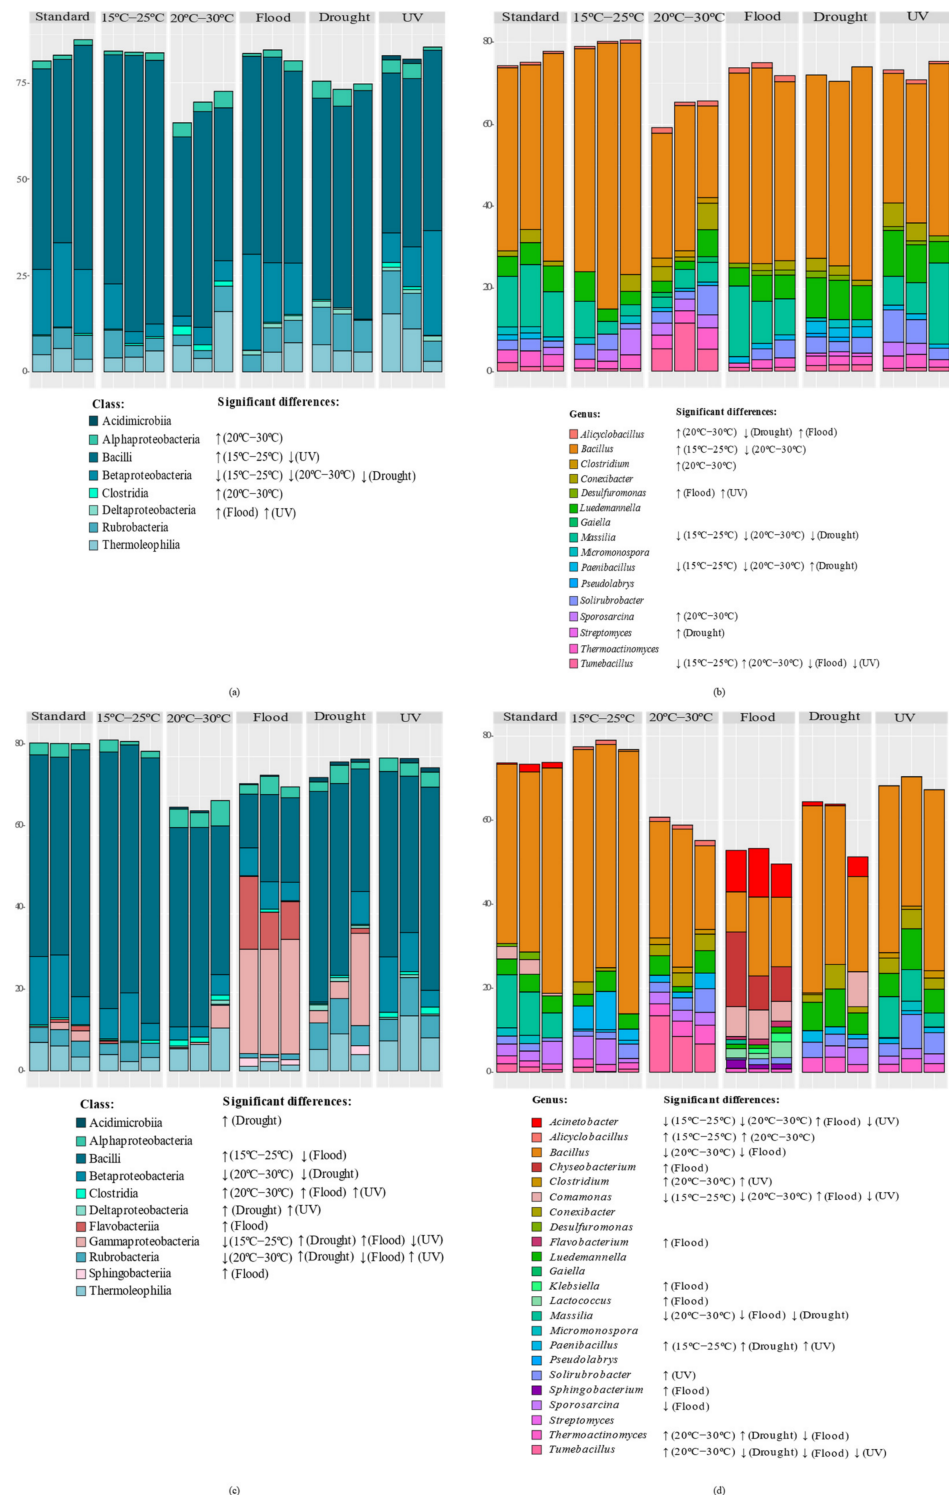 Standard 15ºC−25ºC 20ºC−30ºC Flood Drought UV
75-
50-
25-
0-
Class: Significant differences:
Acidimicrobiia
Alphaproteobacteria ↑(20ºC−30ºC)
Bacilli ↑(15ºC−25ºC) ↓(UV)
Betaproteobacteria ↓(15ºC−25ºC) ↓(20ºC−30ºC) ↓(Drought)
Clostridia ↑(20ºC−30ºC)
Deltaproteobacteria ↑(Flood) ↑(UV)
Rubrobacteria
Thermoleophilia
(a)
Standard 15ºC−25ºC 20ºC−30ºC Flood Drought UV
80-
60-
40-
20-
0-
Genus: Significant differences:
Alicyclobacillus ↑(20ºC−30ºC) ↓(Drought) ↑(Flood)
Bacillus ↑(15ºC−25ºC) ↓(20ºC−30ºC)
Clostridium ↑(20ºC−30ºC)
Conexibacter
Desulfuromonas ↑(Flood) ↑(UV)
Luedemannella
Gaiella
Massilia ↓(15ºC−25ºC) ↓(20ºC−30ºC) ↓(Drought)
Micromonospora
Paenibacillus ↓(15ºC−25ºC) ↓(20ºC−30ºC) ↑(Drought)
Pseudolabrys
Solirubrobacter
Sporosarcina ↑(20ºC−30ºC)
Streptomyces ↑(Drought)
Thermoactinomyces
Tumebacillus ↓(15ºC−25ºC) ↑(20ºC−30ºC) ↓(Flood) ↓(UV)
(b)
Standard 15ºC−25ºC 20ºC−30ºC Flood Drought UV
80-
60-
40-
20-
0-
Class: Significant differences:
Acidimicrobiia ↑(Drought)
Alphaproteobacteria
Bacilli ↑(15ºC−25ºC) ↓(Flood)
Betaproteobacteria ↓(20ºC−30ºC) ↓(Drought)
Clostridia ↑(20ºC−30ºC) ↑(Flood) ↑(UV)
Deltaproteobacteria ↑(Drought) ↑(UV)
Flavobacteriia ↑(Flood)
Gammaproteobacteria ↓(15ºC−25ºC) ↑(Drought) ↑(Flood) ↓(UV)
Rubrobacteria ↓(20ºC−30ºC) ↑(Drought) ↓(Flood) ↑(UV)
Sphingobacteriia ↑(Flood)
Thermoleophilia
(c)
Standard 15ºC−25ºC 20ºC−30ºC Flood Drought UV
80-
60-
40-
20-
0-
Genus: Significant differences:
Acinetobacter ↓(15ºC−25ºC) ↓(20ºC−30ºC) ↑(Flood) ↓(UV)
Alicyclobacillus ↑(15ºC−25ºC) ↑(20ºC−30ºC)
Bacillus ↓(20ºC−30ºC) ↓(Flood)
Chyseobacterium ↑(Flood)
Clostridium ↑(20ºC−30ºC) ↑(UV)
Comamonas ↓(15ºC−25ºC) ↓(20ºC−30ºC) ↑(Flood) ↓(UV)
Conexibacter
Desulfuromonas
Flavobacterium ↑(Flood)
Luedemannella
Gaiella
Klebsiella ↑(Flood)
Lactococcus ↑(Flood)
Massilia ↓(20ºC−30ºC) ↓(Flood) ↓(Drought)
Micromonospora
Paenibacillus ↑(15ºC−25ºC) ↑(Drought) ↑(UV)
Pseudolabrys
Solirubrobacter ↑(UV)
Sphingobacterium ↑(Flood)
Sporosarcina ↓(Flood)
Streptomyces
Thermoactinomyces ↑(20ºC−30ºC) ↑(Drought) ↓(Flood)
Tumebacillus ↑(20ºC−30ºC) ↓(Drought) ↓(Flood) ↓(UV)
(d)